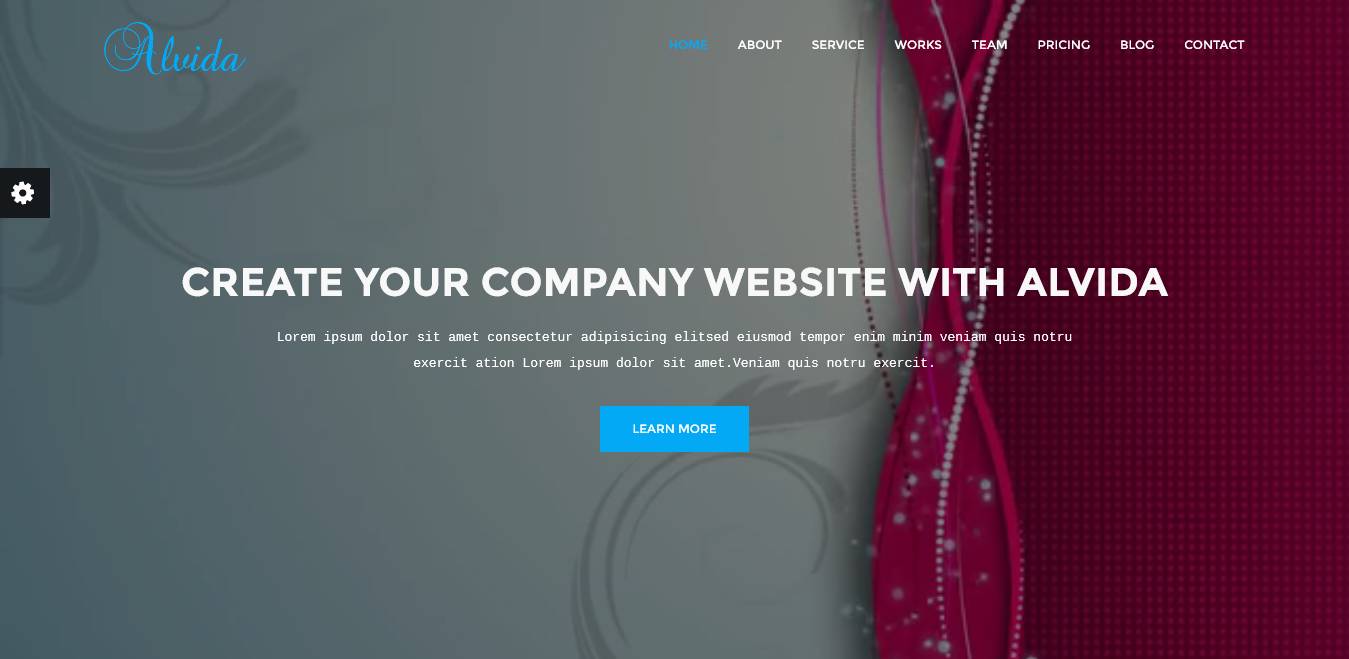 Alvida
HOME ABOUT SERVICE WORKS TEAM PRICING BLOG CONTACT
CREATE YOUR COMPANY WEBSITE WITH ALVIDA
Lorem ipsum dolor sit amet consectetur adipisicing elitsed eiusmod tempor enim minim veniam quis notru
exercit ation Lorem ipsum dolor sit amet.Veniam quis notru exercit.
LEARN MORE